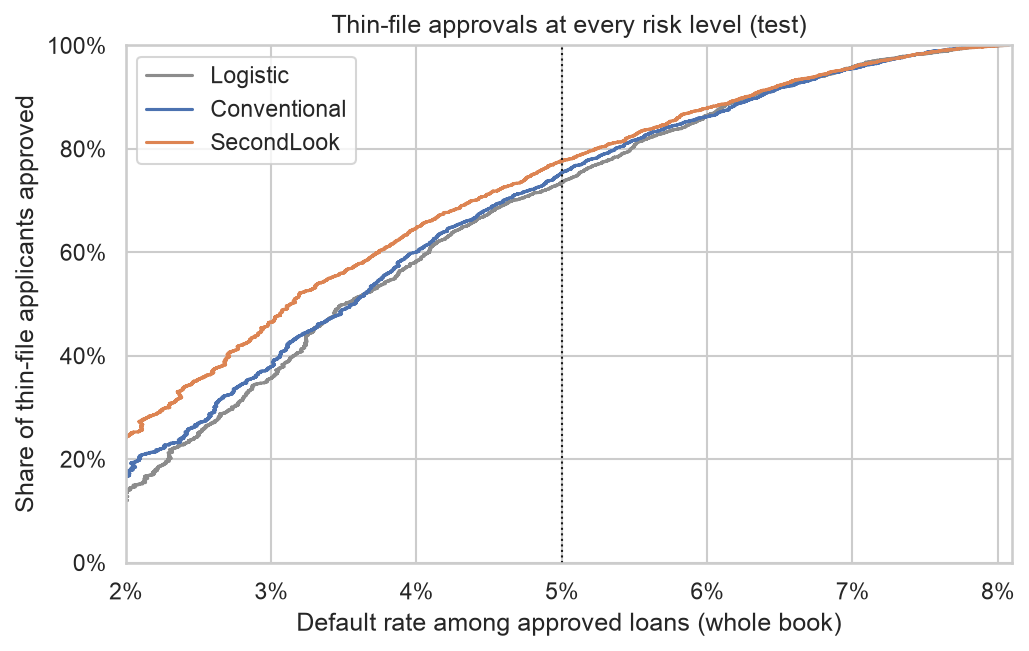 Thin-file approvals at every risk level (test)
100%
80%
60%
40%
20%
0%
Share of thin-file applicants approved
Logistic
Conventional
SecondLook
2%
3%
4%
5%
6%
7%
8%
Default rate among approved loans (whole book)